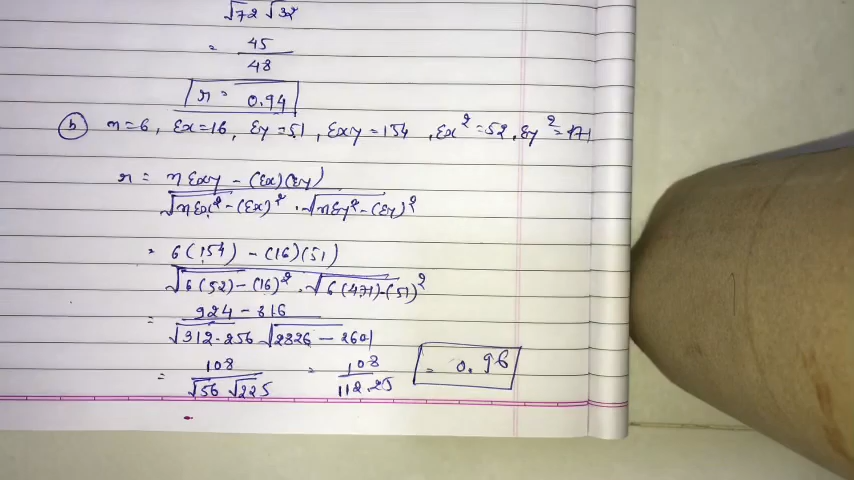 √72 √32
= 45/48
r = 0.94
(b) n=6, Σx=16, Σy=51, Σxy=154, Σx²=52, Σy²=471
r = nΣxy - (Σx)(Σy) / √nΣx² - (Σx)² . √nΣy² - (Σy)²
= 6(154) - (16)(51) / √6(52) - (16)² . √6(471) - (51)²
= 924 - 816 / √312-256 √2826 - 2601
= 108 / √56 √225 = 108 / 112.25 = 0.96